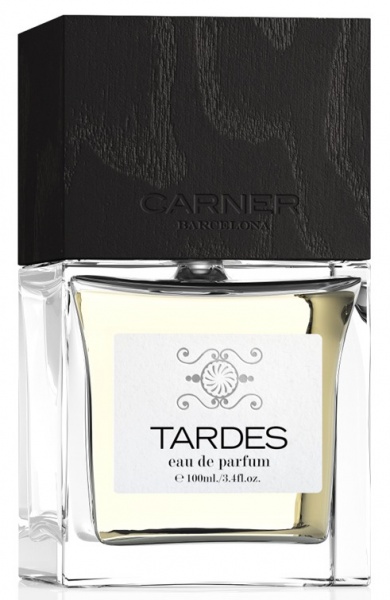 CARNER
BARCELONA
TARDES
eau de parfum
℮ 100ml./3.4fl.oz.